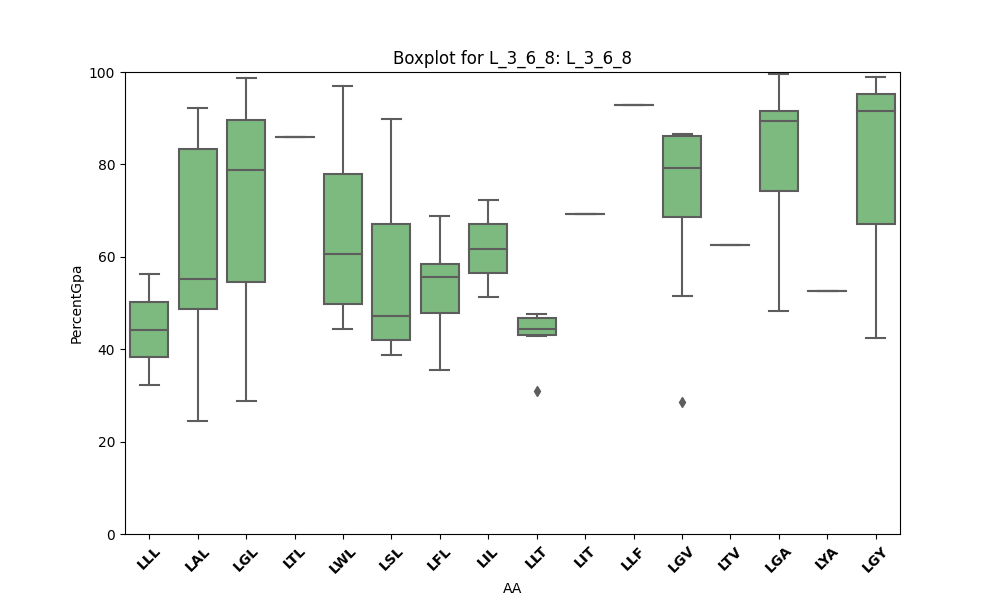 Boxplot for L_3_6_8: L_3_6_8
100
80
60
40
20
0
PercentGpa
LLL
LAL
LGL
LTL
LWL
LSL
LFL
LIL
LLT
LIT
LLF
LGV
LTV
LGA
LYA
LGY
AA